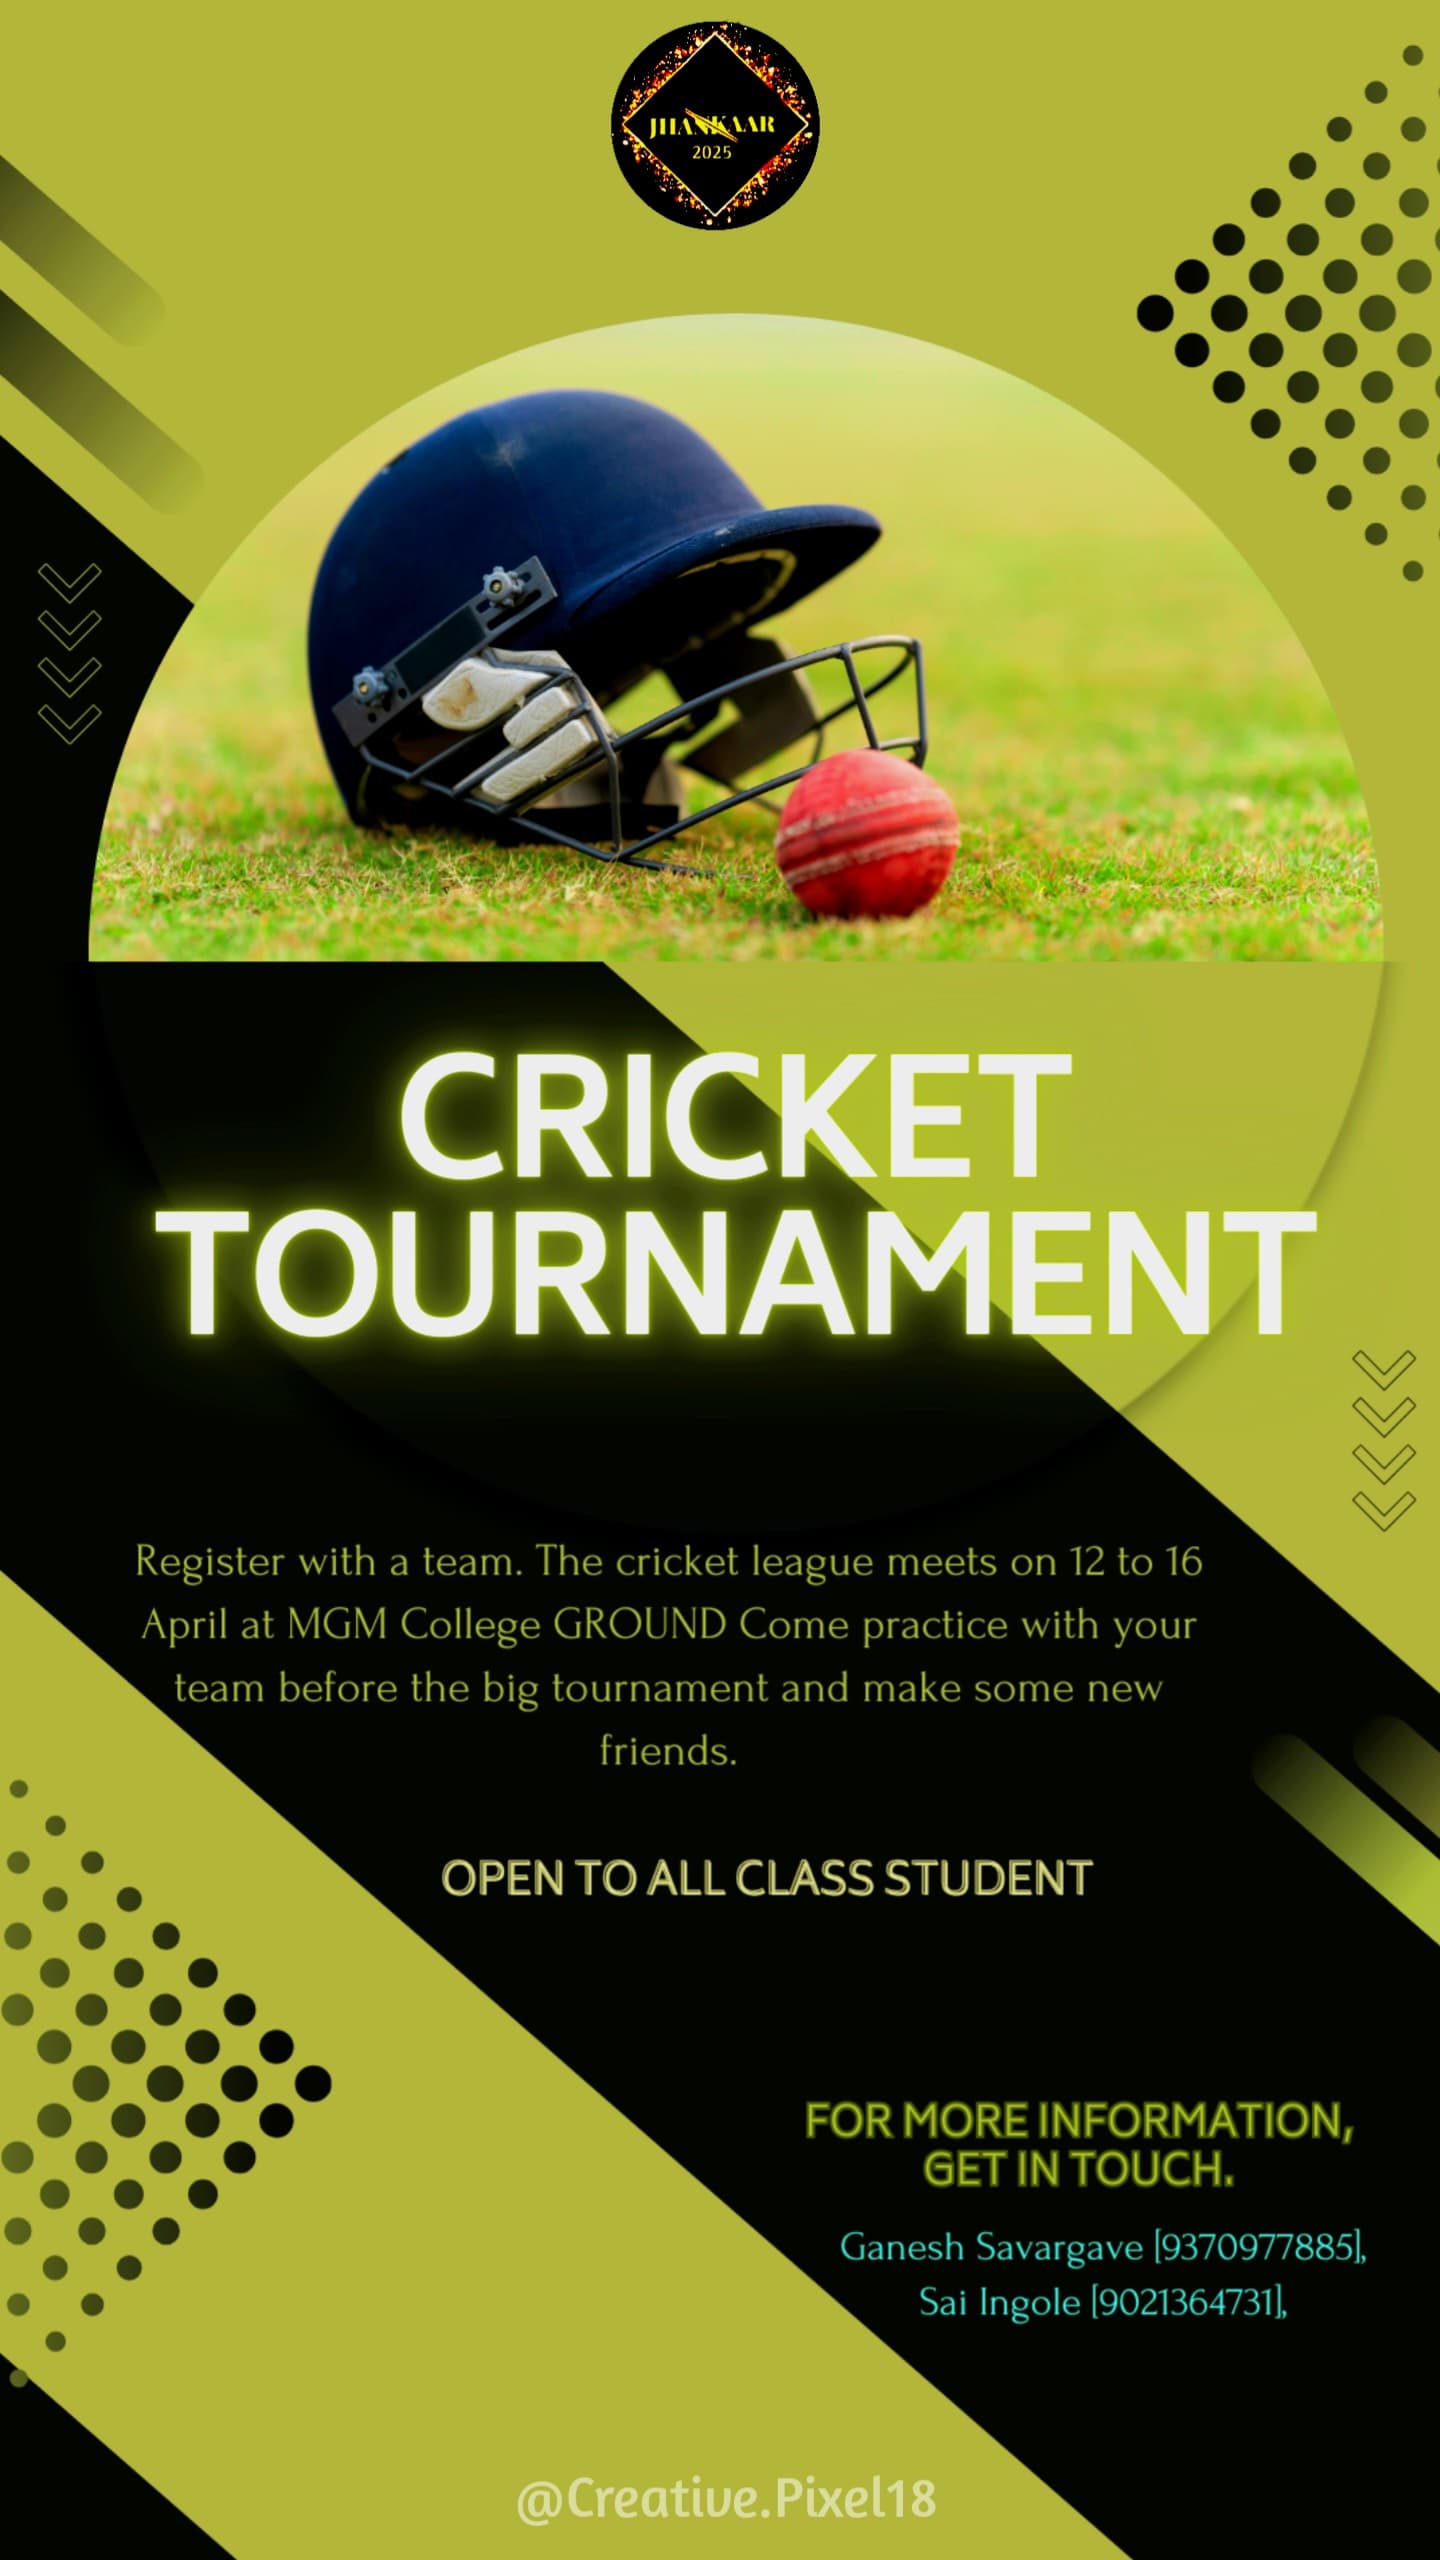 JHANKAAR
2025
CRICKET
TOURNAMENT
Register with a team. The cricket league meets on 12 to 16
April at MGM College GROUND Come practice with your
team before the big tournament and make some new
friends.
OPEN TO ALL CLASS STUDENT
FOR MORE INFORMATION,
GET IN TOUCH.
Ganesh Savargave [9370977885],
Sai Ingole [9021364731],
@Creative.Pixel18